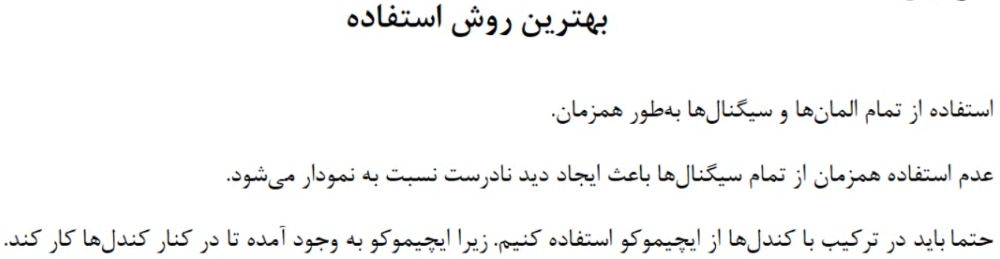 بهترین روش استفاده
استفاده از تمام المان‌ها و سیگنال‌ها به‌طور همزمان.
عدم استفاده همزمان از تمام سیگنال‌ها باعث ایجاد دید نادرست نسبت به نمودار می‌شود.
حتما باید در ترکیب با کندل‌ها از ایچیموکو استفاده کنیم. زیرا ایچیموکو به وجود آمده تا در کنار کندل‌ها کار کند.